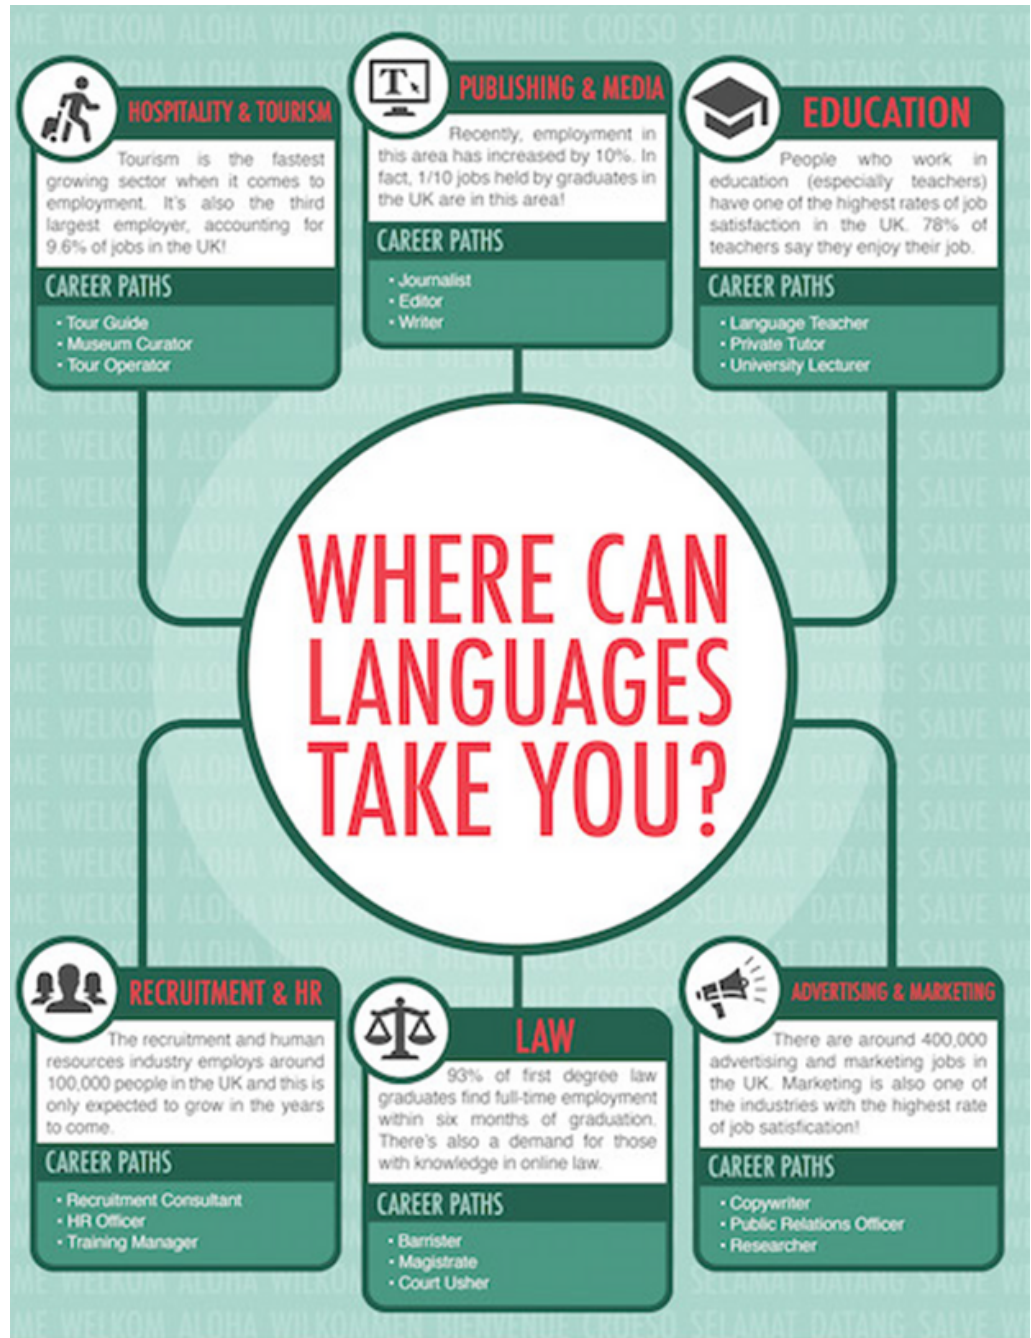 HOSPITALITY & TOURISM
Tourism is the fastest
growing sector when it comes to
employment. It's also the third
largest employer, accounting for
9.6% of jobs in the UK!
CAREER PATHS
• Tour Guide
• Museum Curator
• Tour Operator
PUBLISHING & MEDIA
Recently, employment in
this area has increased by 10%. In
fact, 1/10 jobs held by graduates in
the UK are in this area!
CAREER PATHS
• Journalist
• Editor
• Writer
EDUCATION
People who work in
education (especially teachers)
have one of the highest rates of job
satisfaction in the UK. 78% of
teachers say they enjoy their job.
CAREER PATHS
• Language Teacher
• Private Tutor
• University Lecturer
WHERE CAN
LANGUAGES
TAKE YOU?
RECRUITMENT & HR
The recruitment and human
resources industry employs around
100,000 people in the UK and this is
only expected to grow in the years
to come.
CAREER PATHS
• Recruitment Consultant
• HR Officer
• Training Manager
LAW
93% of first degree law
graduates find full-time employment
within six months of graduation.
There's also a demand for those
with knowledge in online law.
CAREER PATHS
• Barrister
• Magistrate
• Court Usher
ADVERTISING & MARKETING
There are around 400,000
advertising and marketing jobs in
the UK. Marketing is also one of
the industries with the highest rate
of job satisfication!
CAREER PATHS
• Copywriter
• Public Relations Officer
• Researcher